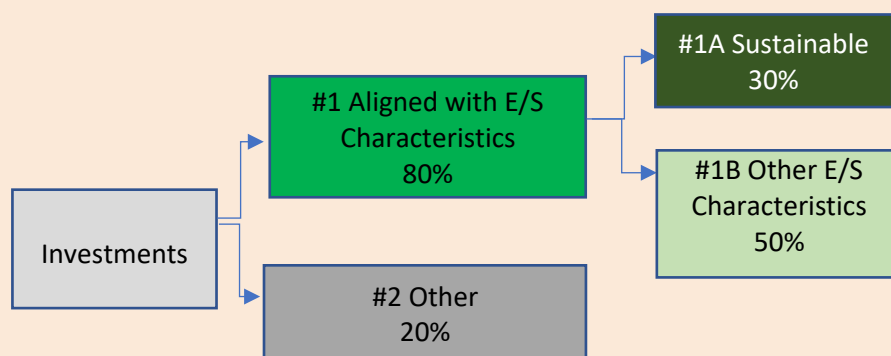 #1A Sustainable
30%
#1 Aligned with E/S
Characteristics
80%
#1B Other E/S
Characteristics
50%
Investments
#2 Other
20%